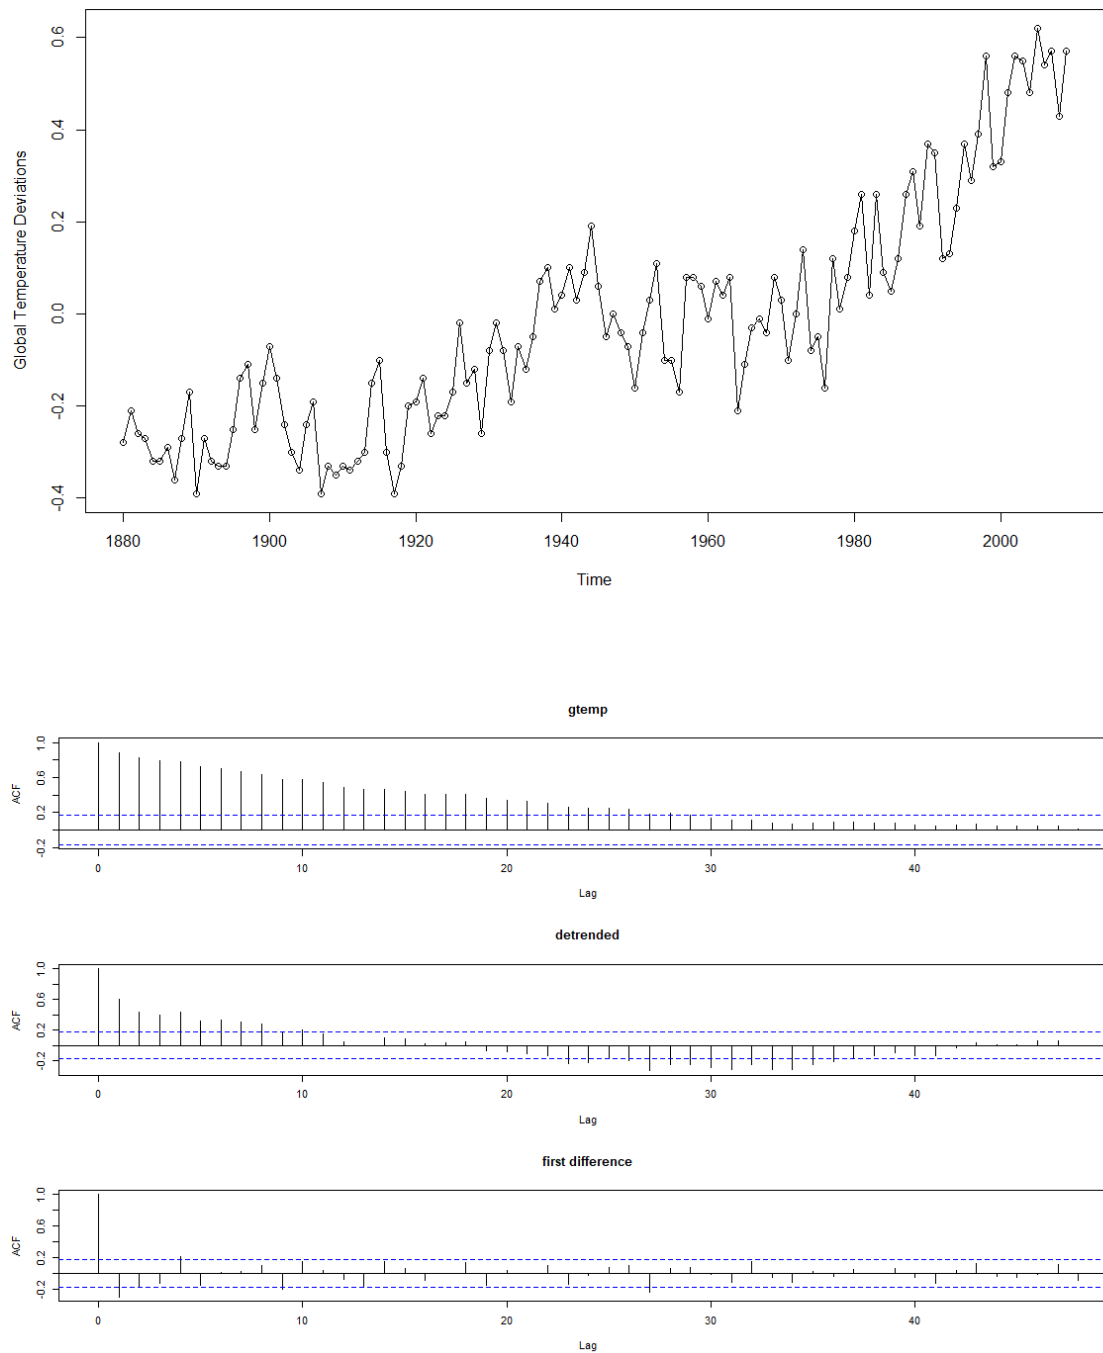 Global Temperature Deviations
0.6
0.4
0.2
0.0
-0.2
-0.4
1880 1900 1920 1940 1960 1980 2000
Time
gtemp
ACF
1.0
0.6
0.2
-0.2
0 10 20 30 40
Lag
detrended
ACF
1.0
0.6
0.2
-0.2
0 10 20 30 40
Lag
first difference
ACF
1.0
0.6
0.2
-0.2
0 10 20 30 40
Lag